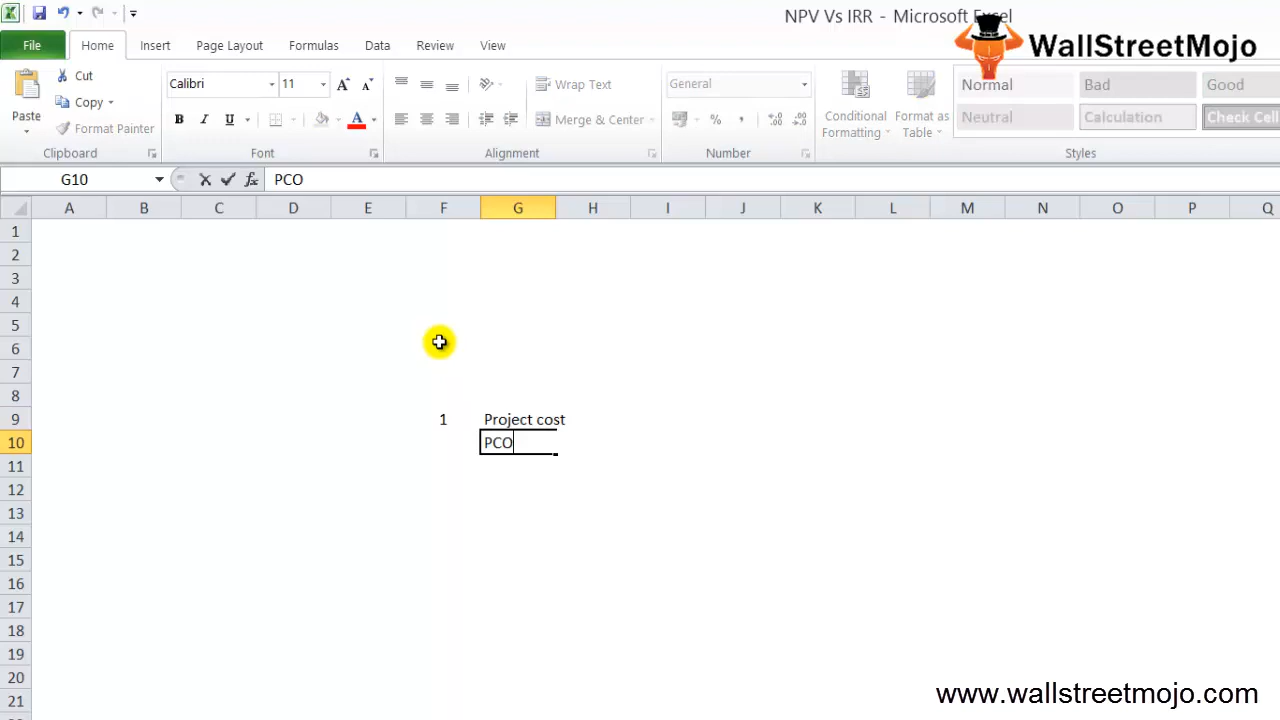 NPV Vs IRR - Microsoft Excel
WallStreetMojo
File Home Insert Page Layout Formulas Data Review View
Cut
Copy
Format Painter
Paste
Clipboard
Calibri 11
B I U
Font
Wrap Text
Merge & Center
Alignment
General
%
Number
Conditional Formatting
Format as Table
Normal Bad Good
Neutral Calculation Check Cell
Styles
G10 fx PCO
A B C D E F G H I J K L M N O P Q
1
2
3
4
5
6
7
8
9 1 Project cost
10 PCO
11
12
13
14
15
16
17
18
19
20
21
www.wallstreetmojo.com